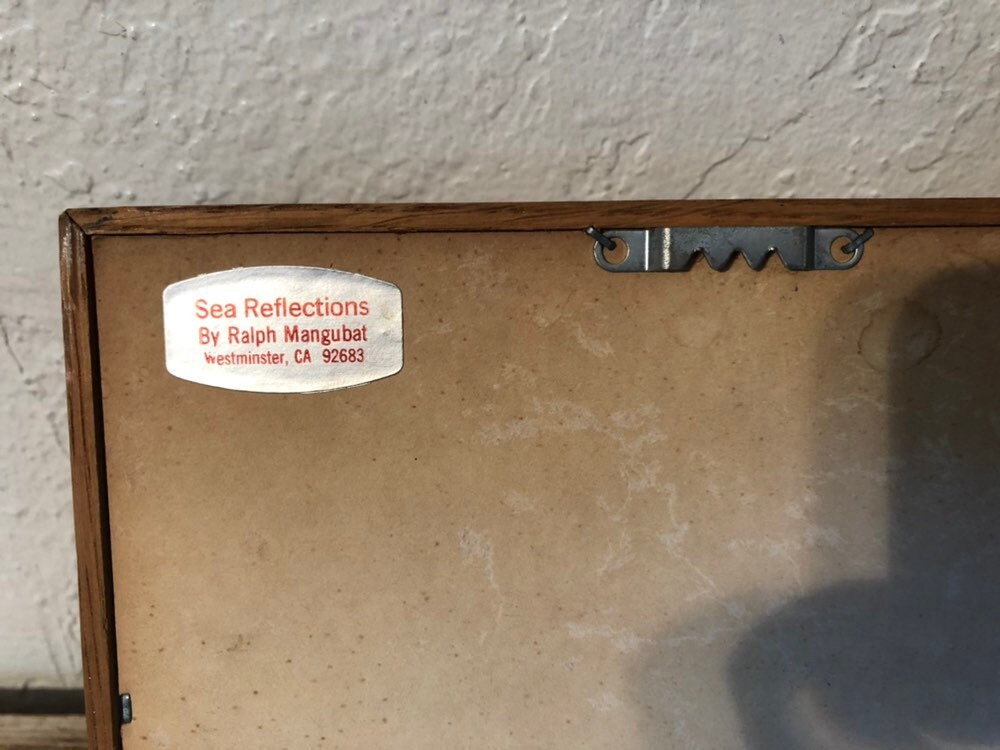 Sea Reflections
By Ralph Mangubat
Westminster, CA 92683